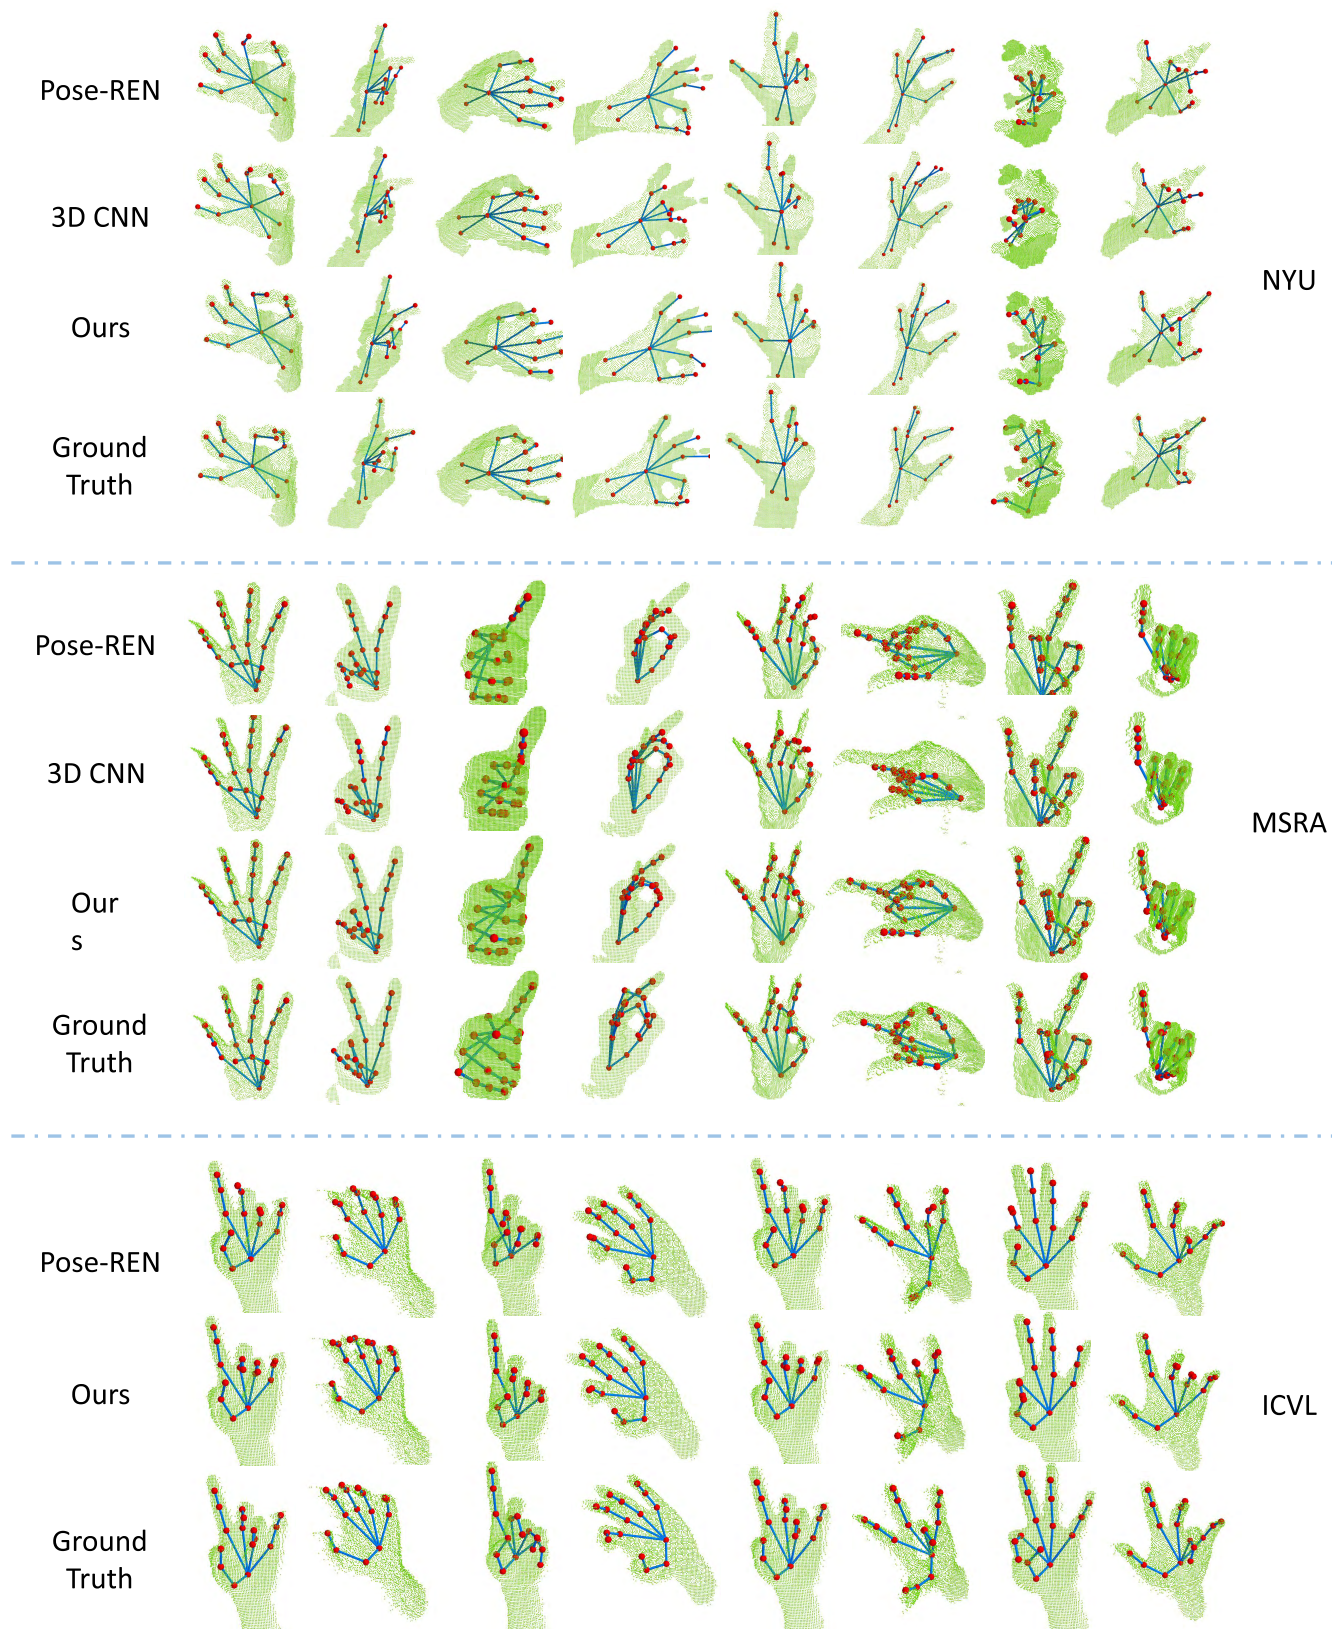 Pose-REN
3D CNN
NYU
Ours
Ground
Truth
Pose-REN
3D CNN
MSRA
Our
s
Ground
Truth
Pose-REN
Ours
ICVL
Ground
Truth